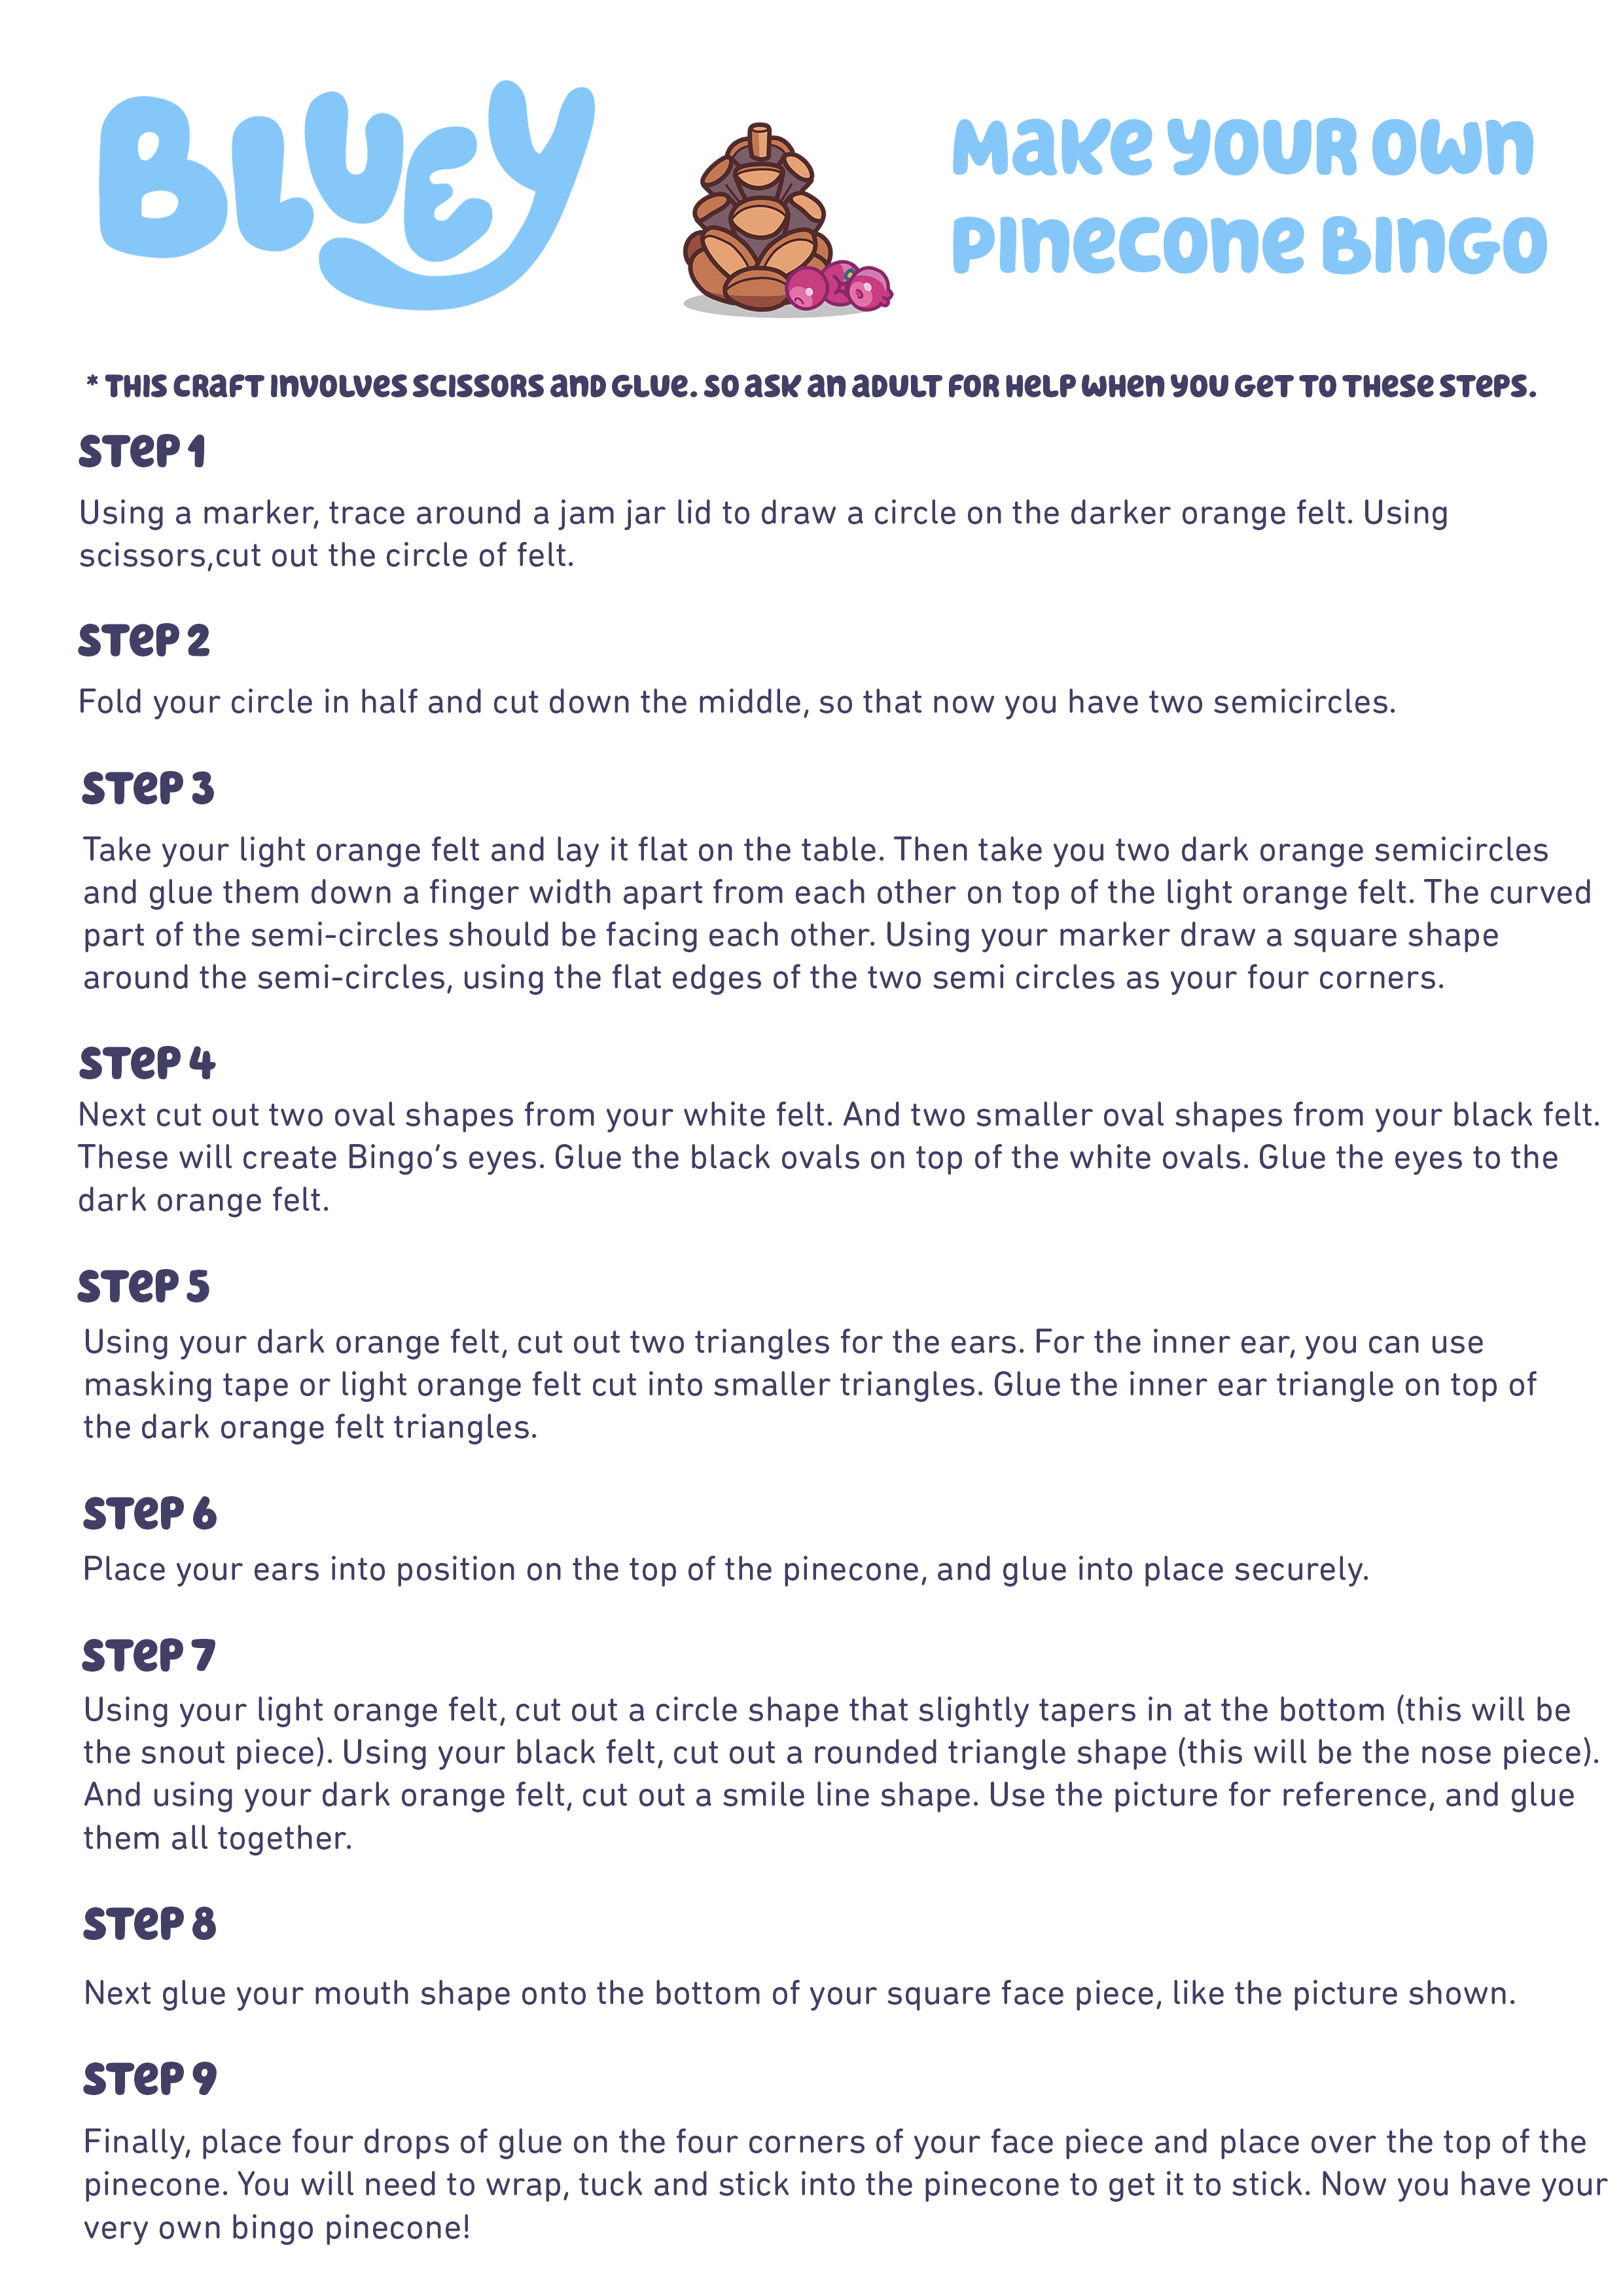 BLUEY
Make Your Own
Pinecone Bingo
* This craft involves scissors and glue. So ask an adult for help when you get to these steps.
Step 1
Using a marker, trace around a jam jar lid to draw a circle on the darker orange felt. Using
scissors,cut out the circle of felt.
Step 2
Fold your circle in half and cut down the middle, so that now you have two semicircles.
Step 3
Take your light orange felt and lay it flat on the table. Then take you two dark orange semicircles
and glue them down a finger width apart from each other on top of the light orange felt. The curved
part of the semi-circles should be facing each other. Using your marker draw a square shape
around the semi-circles, using the flat edges of the two semi circles as your four corners.
Step 4
Next cut out two oval shapes from your white felt. And two smaller oval shapes from your black felt.
These will create Bingo‘s eyes. Glue the black ovals on top of the white ovals. Glue the eyes to the
dark orange felt.
Step 5
Using your dark orange felt, cut out two triangles for the ears. For the inner ear, you can use
masking tape or light orange felt cut into smaller triangles. Glue the inner ear triangle on top of
the dark orange felt triangles.
Step 6
Place your ears into position on the top of the pinecone, and glue into place securely.
Step 7
Using your light orange felt, cut out a circle shape that slightly tapers in at the bottom (this will be
the snout piece). Using your black felt, cut out a rounded triangle shape (this will be the nose piece).
And using your dark orange felt, cut out a smile line shape. Use the picture for reference, and glue
them all together.
Step 8
Next glue your mouth shape onto the bottom of your square face piece, like the picture shown.
Step 9
Finally, place four drops of glue on the four corners of your face piece and place over the top of the
pinecone. You will need to wrap, tuck and stick into the pinecone to get it to stick. Now you have your
very own bingo pinecone!